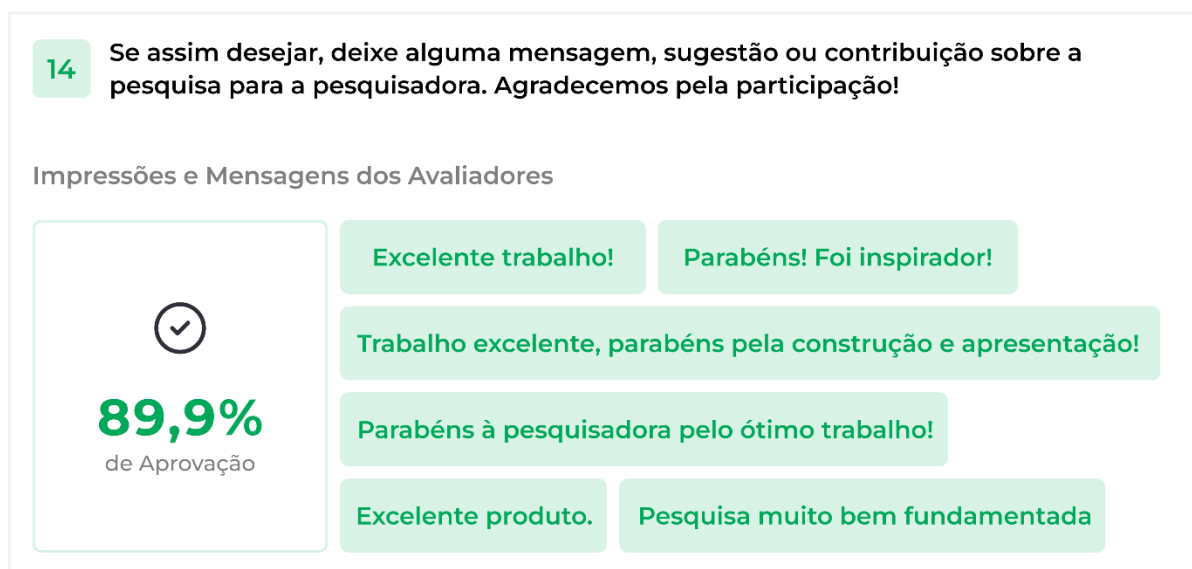 14
Se assim desejar, deixe alguma mensagem, sugestão ou contribuição sobre a
pesquisa para a pesquisadora. Agradecemos pela participação!
Impressões e Mensagens dos Avaliadores
89,9%
de Aprovação
Excelente trabalho!
Parabéns! Foi inspirador!
Trabalho excelente, parabéns pela construção e apresentação!
Parabéns à pesquisadora pelo ótimo trabalho!
Excelente produto.
Pesquisa muito bem fundamentada